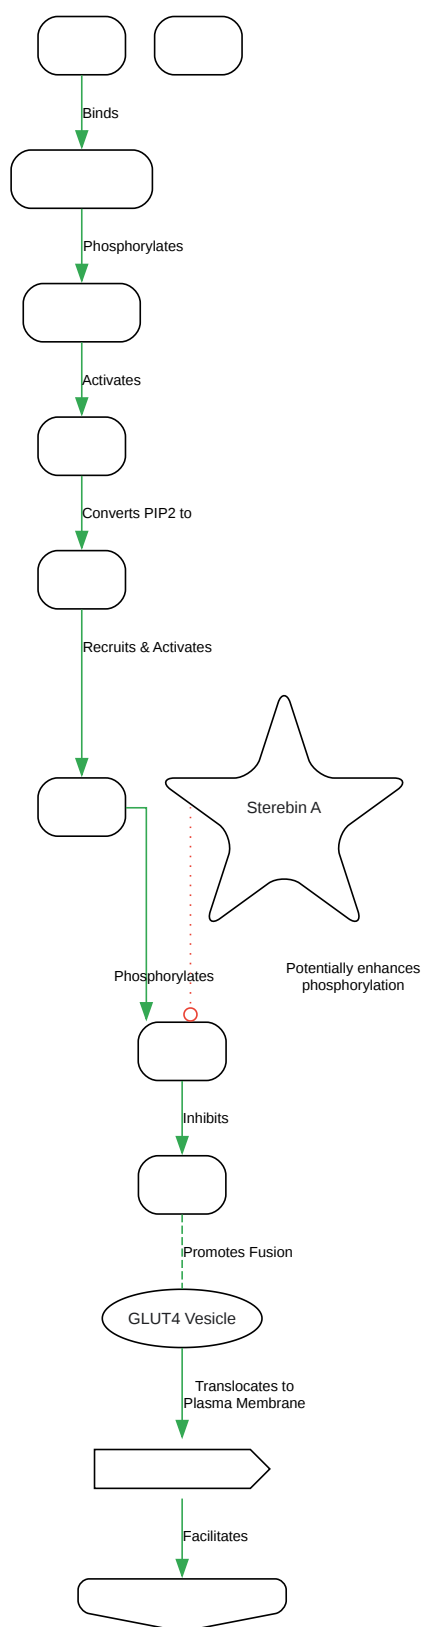 Binds
Phosphorylates
Activates
Converts PIP2 to
Recruits & Activates
Sterebin A
Potentially enhances
phosphorylation
Phosphorylates
Inhibits
Promotes Fusion
GLUT4 Vesicle
Translocates to
Plasma Membrane
Facilitates